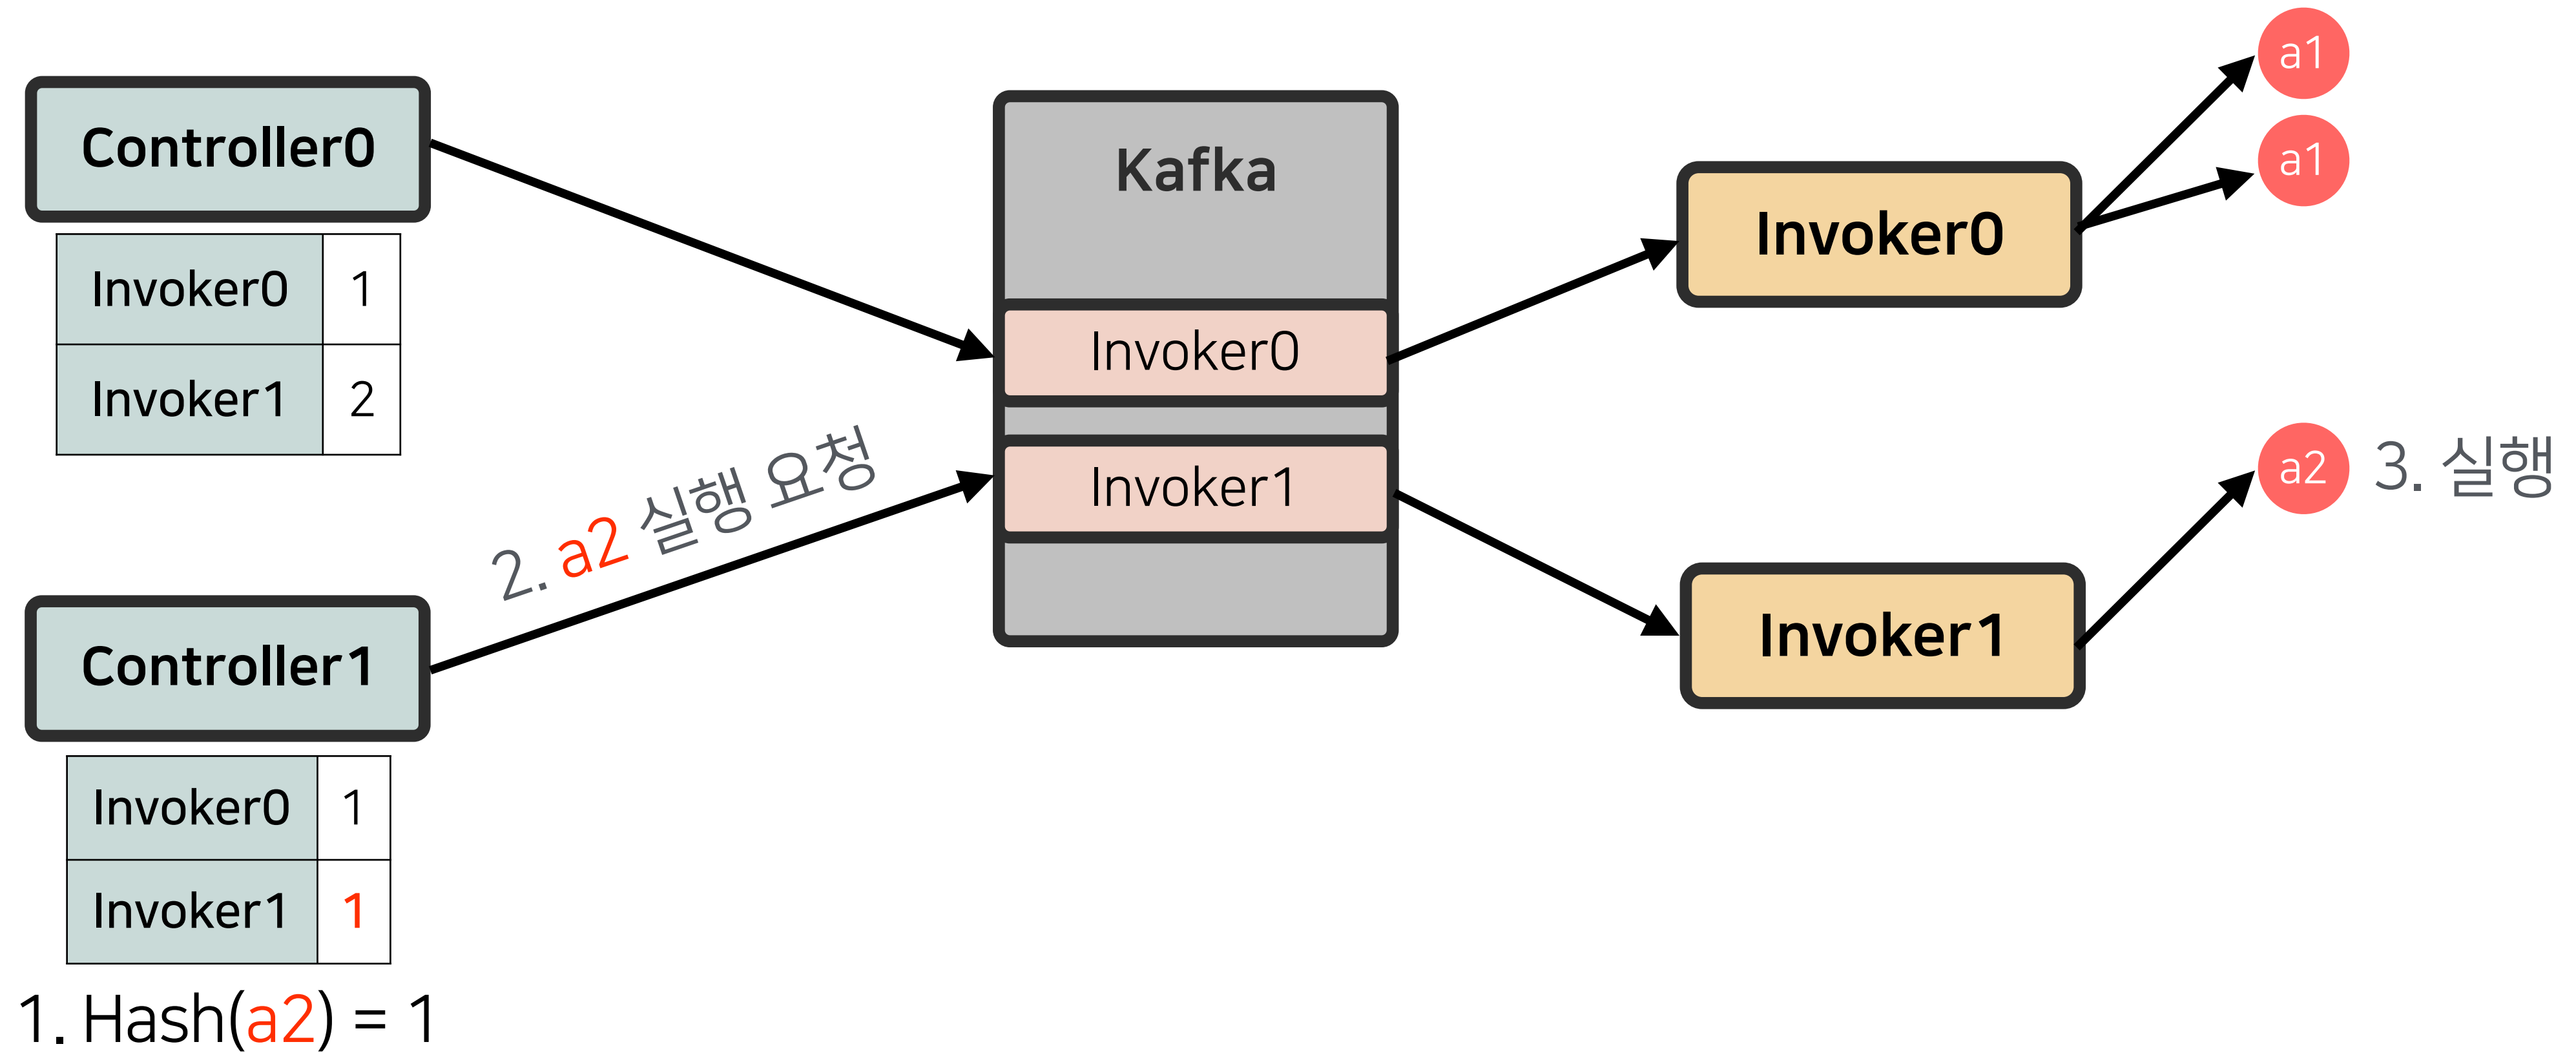 Controller0
Invoker0 1
Invoker1 2
2. a2 실행 요청
Controller1
Invoker0 1
Invoker1 1
1. Hash(a2) = 1
Kafka
Invoker0
Invoker1
Invoker0
a1
a1
Invoker1
a2 3. 실행